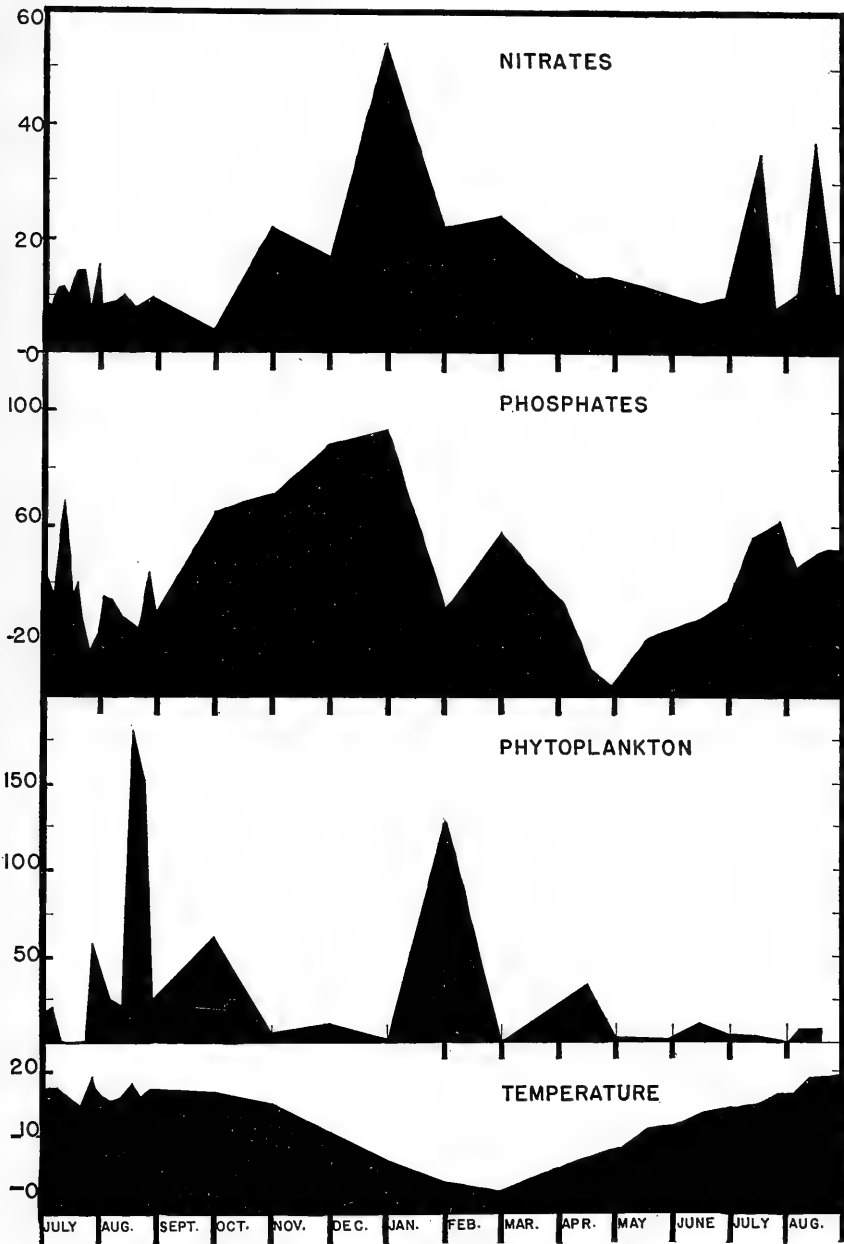 60
NITRATES
40
20
-0
100
PHOSPHATES
60
-20
PHYTOPLANKTON
150
100
50
20
TEMPERATURE
10
-0
JULY AUG. SEPT. OCT. NOV. DEC. JAN. FEB. MAR. APR. MAY JUNE JULY AUG.